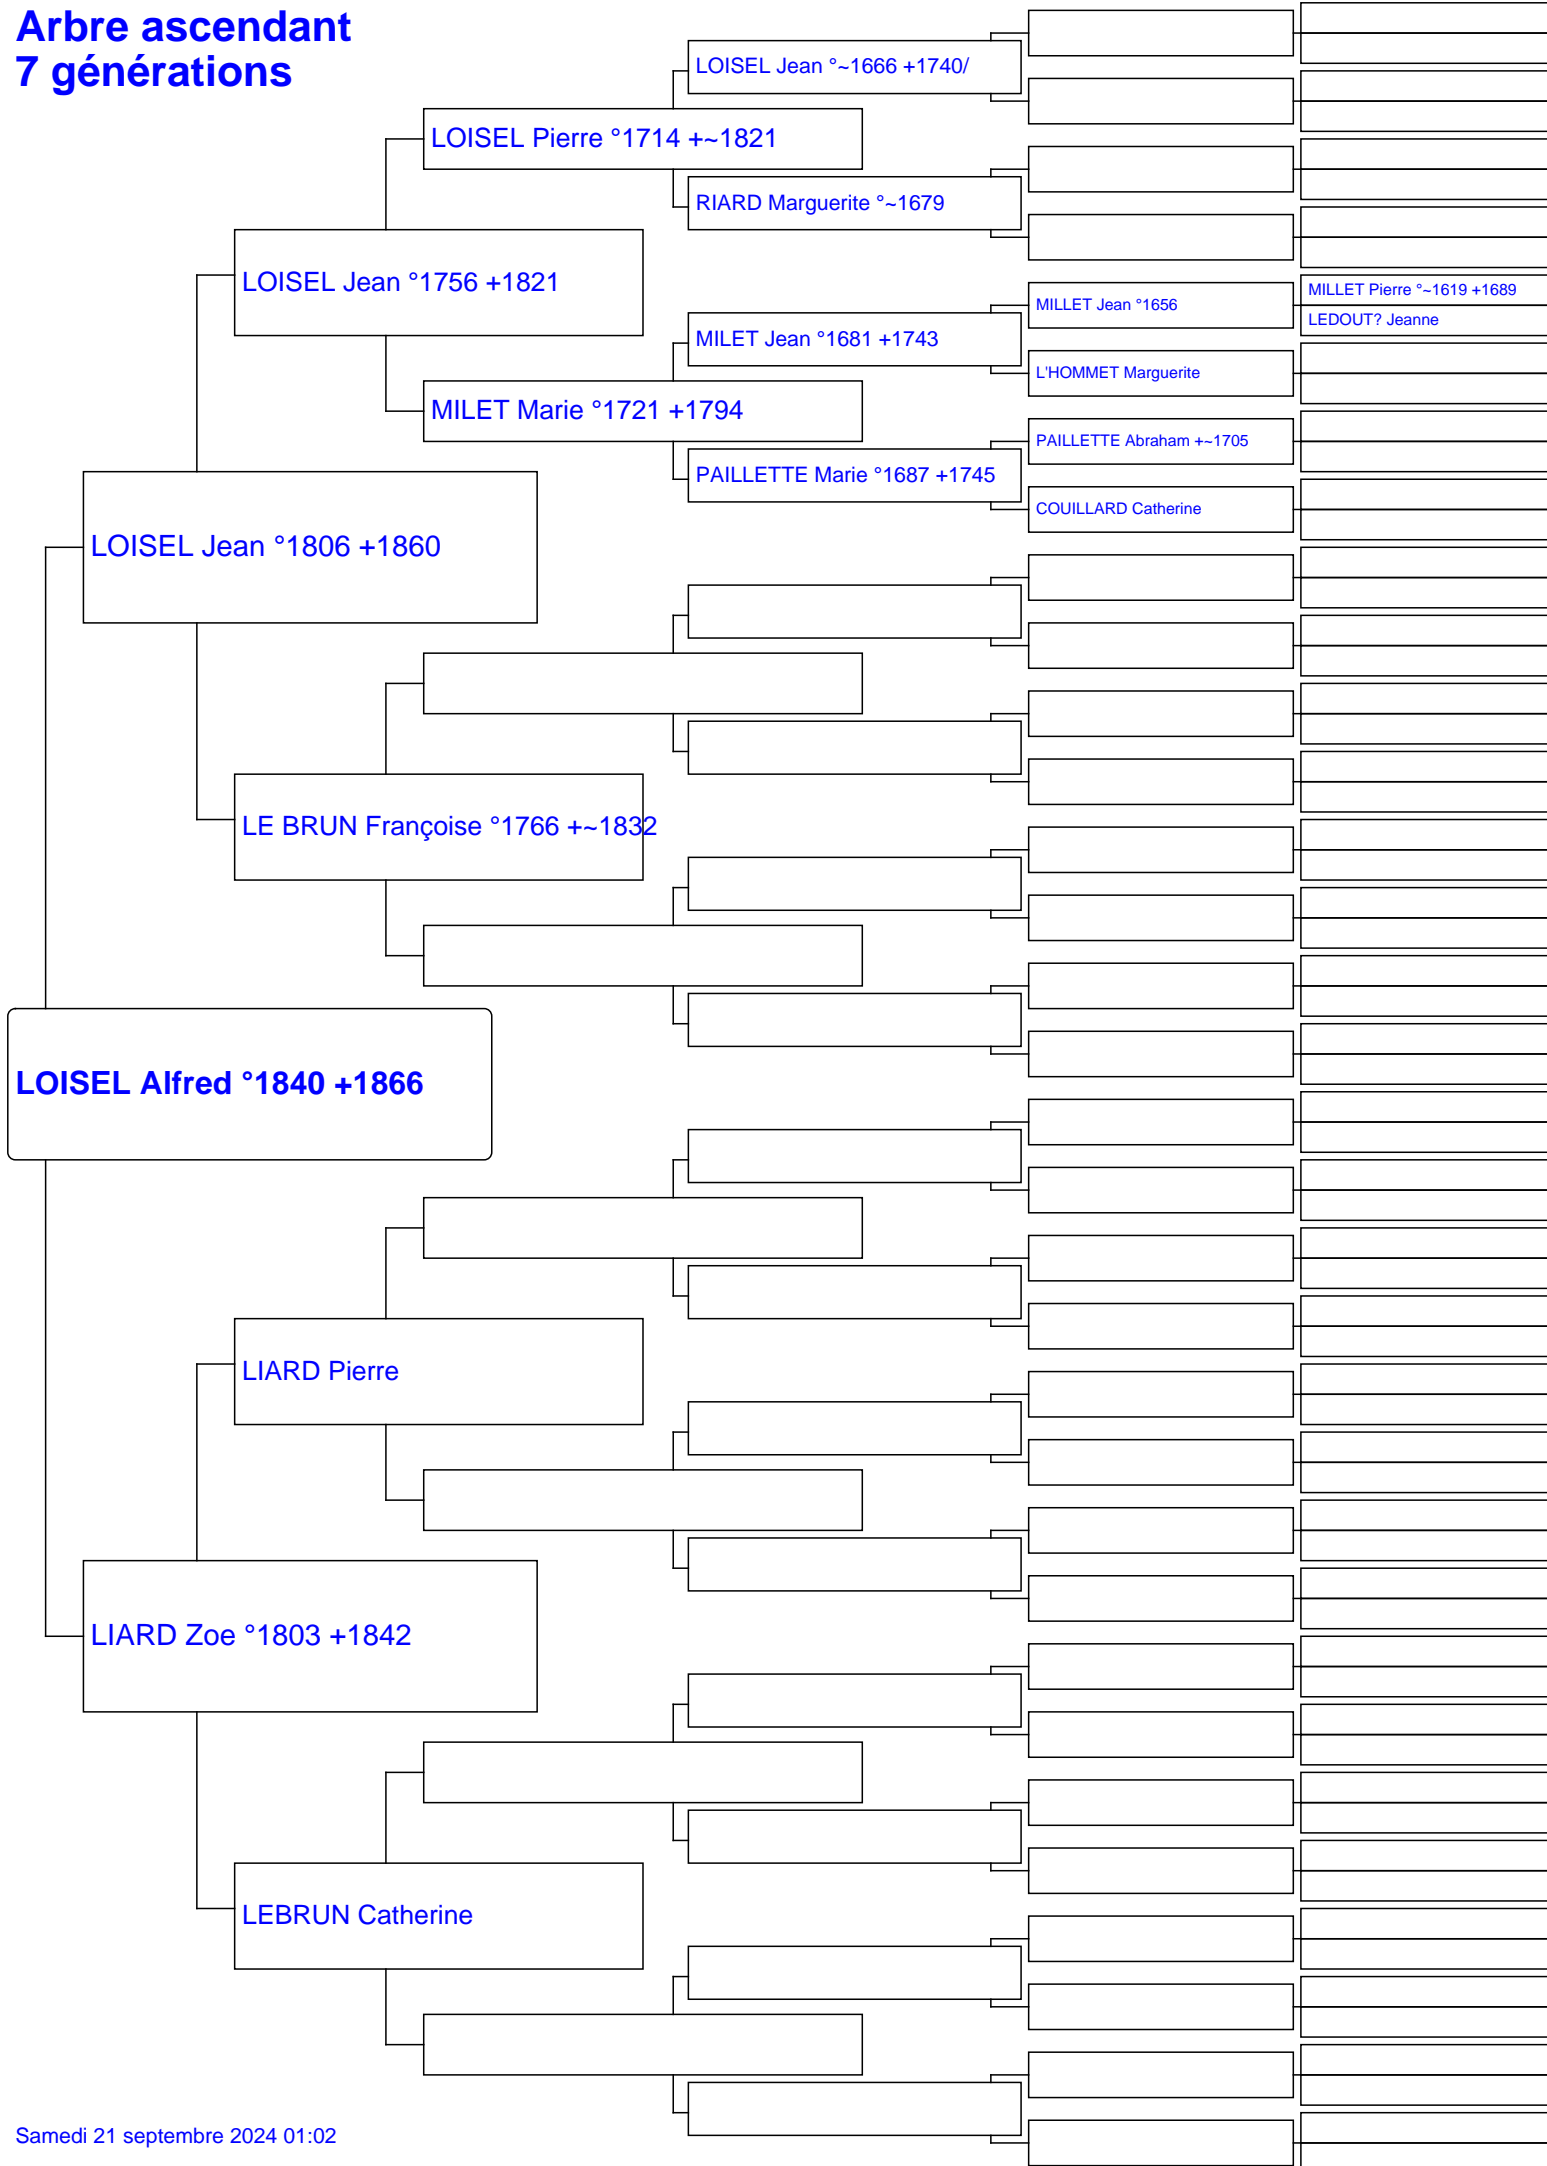 Arbre ascendant
7 générations
LOISEL Jean °~1666 +1740/
LOISEL Pierre °1714 +~1821
RIARD Marguerite °~1679
LOISEL Jean °1756 +1821
MILLET Pierre °~1619 +1689
MILLET Jean °1656
LEDOUT? Jeanne
MILET Jean °1681 +1743
L'HOMMET Marguerite
MILET Marie °1721 +1794
PAILLETTE Abraham +~1705
PAILLETTE Marie °1687 +1745
COUILLARD Catherine
LOISEL Jean °1806 +1860
LE BRUN Françoise °1766 +~1832
LOISEL Alfred °1840 +1866
LIARD Pierre
LIARD Zoe °1803 +1842
LEBRUN Catherine
Samedi 21 septembre 2024 01:02